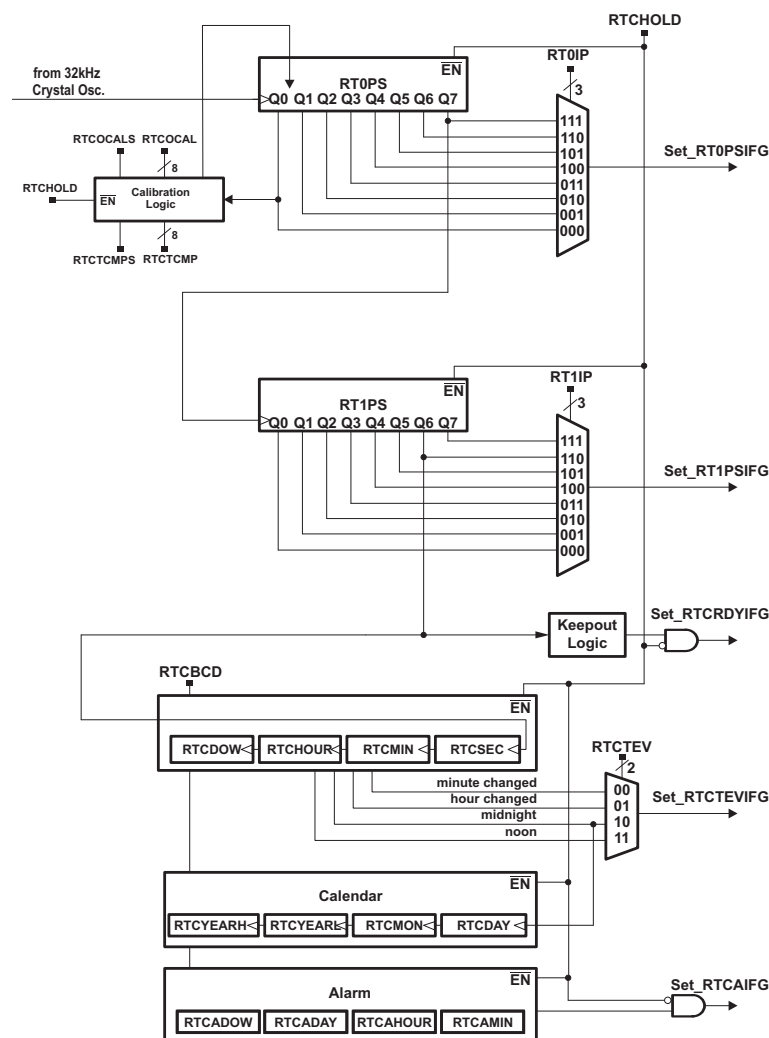 RTCHOLD
from 32kHz
Crystal Osc.
EN
RT0PS
Q0 Q1 Q2 Q3 Q4 Q5 Q6 Q7
RT0IP
3
111
110
101
100
011
010
001
000
Set_RT0PSIFG
RTCOCALS RTCOCAL
8
RTCHOLD
EN
Calibration
Logic
8
RTCTCMPS RTCTCMP
EN
RT1PS
Q0 Q1 Q2 Q3 Q4 Q5 Q6 Q7
RT1IP
3
111
110
101
100
011
010
001
000
Set_RT1PSIFG
Keepout
Logic
Set_RTCRDYIFG
RTCBCD
EN
RTCDOW RTCHOUR RTCMIN RTCSEC
minute changed
hour changed
midnight
noon
RTCTEV
2
00
01
10
11
Set_RTCTEVIFG
EN
Calendar
RTCYEARH RTCYEARL RTCMON RTCDAY
EN
Alarm
RTCADOW RTCADAY RTCAHOUR RTCAMIN
Set_RTCAIFG